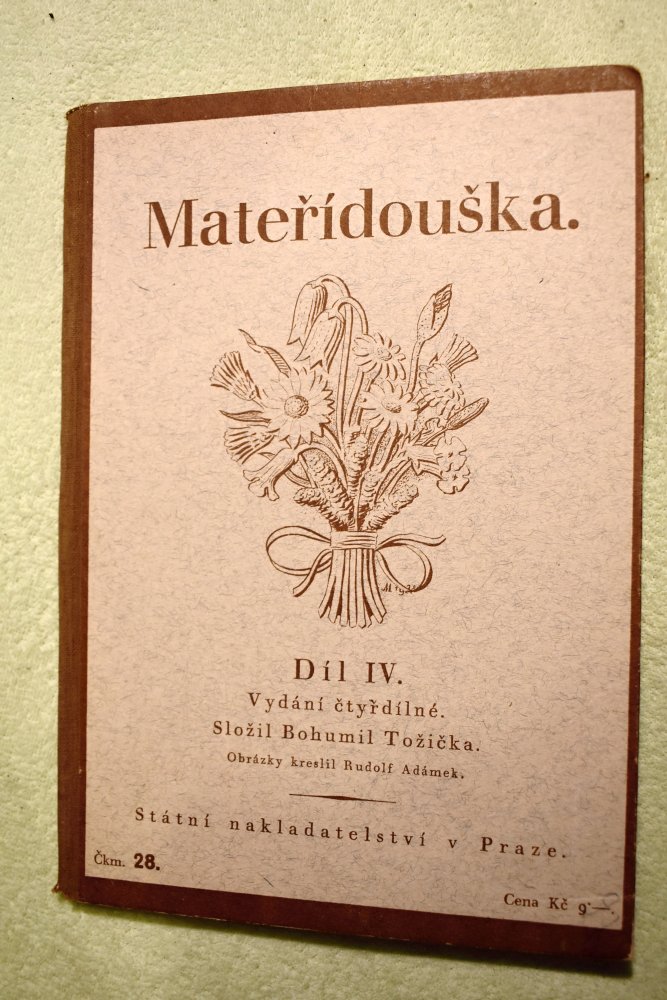 Mateřídouška.
Díl IV.
Vydání čtyřdílné.
Složil Bohumil Tožička.
Obrázky kreslil Rudolf Adámek.
Státní nakladatelství v Praze.
Čkm. 28.
Cena Kč 9·—.